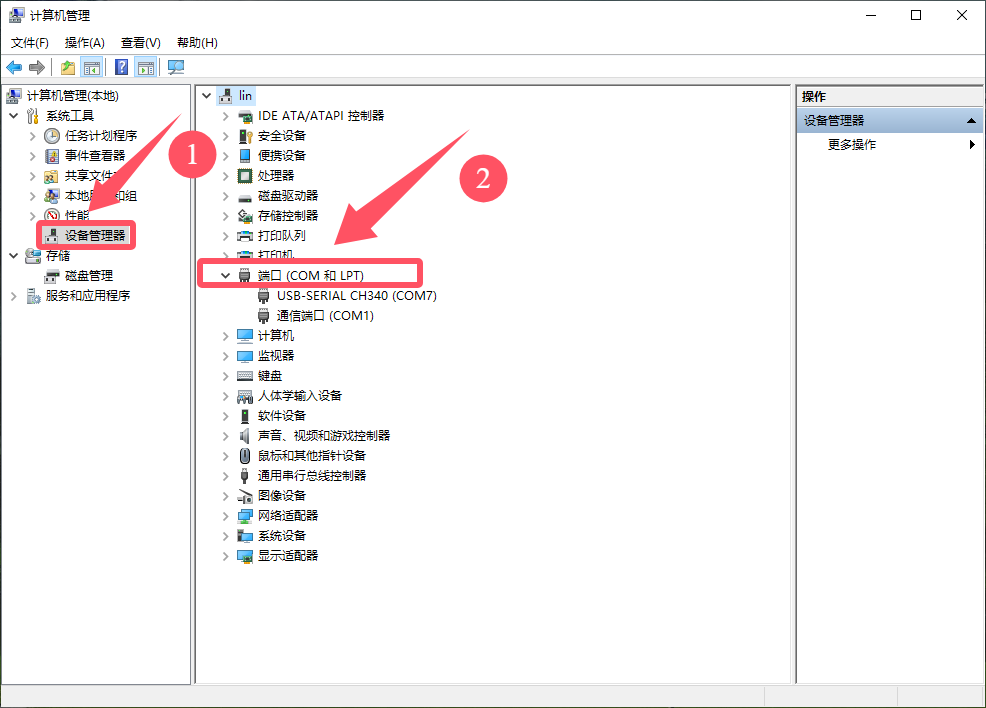 计算机管理
文件(F) 操作(A) 查看(V) 帮助(H)
计算机管理(本地)
系统工具
任务计划程序
事件查看器
共享文件
本地 和组
性能
设备管理器
存储
磁盘管理
服务和应用程序
1
lin
IDE ATA/ATAPI 控制器
安全设备
便携设备
处理器
磁盘驱动器
存储控制器
打印队列
打印机
端口 (COM 和 LPT)
USB-SERIAL CH340 (COM7)
通信端口 (COM1)
计算机
监视器
键盘
人体学输入设备
软件设备
声音、视频和游戏控制器
鼠标和其他指针设备
通用串行总线控制器
图像设备
网络适配器
系统设备
显示适配器
2
操作
设备管理器
更多操作